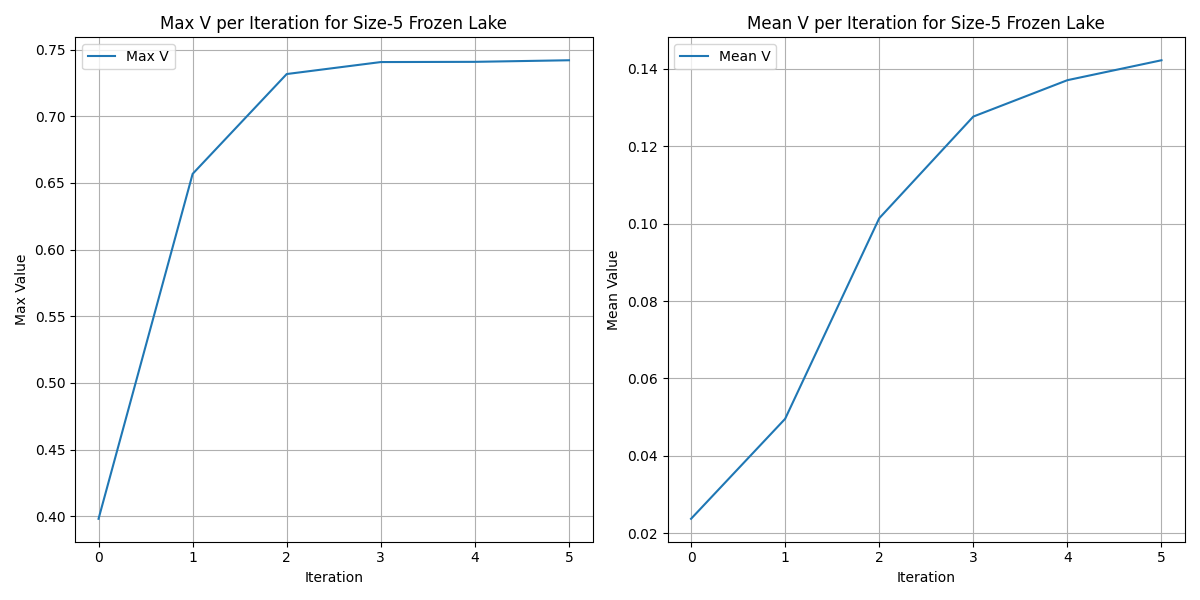 Max V per Iteration for Size-5 Frozen Lake
Max V
0.75
0.70
0.65
0.60
0.55
0.50
0.45
0.40
Max Value
0 1 2 3 4 5
Iteration
Mean V per Iteration for Size-5 Frozen Lake
Mean V
0.14
0.12
0.10
0.08
0.06
0.04
0.02
Mean Value
0 1 2 3 4 5
Iteration